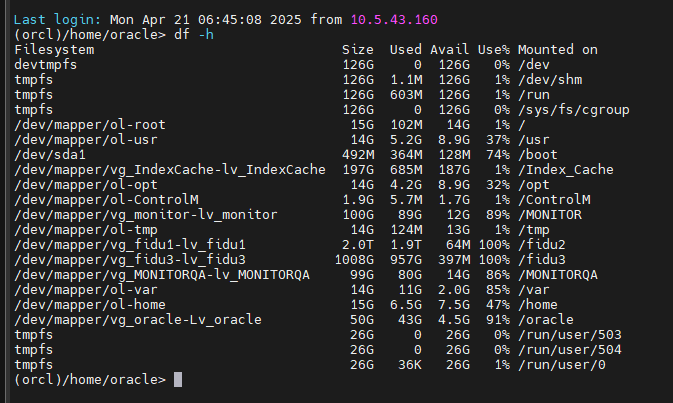 Last login: Mon Apr 21 06:45:08 2025 from 10.5.43.160
(orcl)/home/oracle> df -h
Filesystem                            Size  Used Avail Use% Mounted on
devtmpfs                              126G     0  126G   0% /dev
tmpfs                                 126G  1.1M  126G   1% /dev/shm
tmpfs                                 126G  603M  126G   1% /run
tmpfs                                 126G     0  126G   0% /sys/fs/cgroup
/dev/mapper/ol-root                    15G  102M   14G   1% /
/dev/mapper/ol-usr                     14G  5.2G  8.9G  37% /usr
/dev/sda1                             492M  364M  128M  74% /boot
/dev/mapper/vg_IndexCache-lv_IndexCache  197G  685M  187G   1% /Index_Cache
/dev/mapper/ol-opt                     14G  4.2G  8.9G  32% /opt
/dev/mapper/ol-ControlM               1.9G  5.7M  1.7G   1% /ControlM
/dev/mapper/vg_monitor-lv_monitor     100G   89G   12G  89% /MONITOR
/dev/mapper/ol-tmp                     14G  124M   13G   1% /tmp
/dev/mapper/vg_fidu1-lv_fidu1         2.0T  1.9T   64M 100% /fidu2
/dev/mapper/vg_fidu3-lv_fidu3        1008G  957G  397M 100% /fidu3
/dev/mapper/vg_MONITORQA-lv_MONITORQA   99G   80G   14G  86% /MONITORQA
/dev/mapper/ol-var                     14G   11G  2.0G  85% /var
/dev/mapper/ol-home                    15G  6.5G  7.5G  47% /home
/dev/mapper/vg_oracle-Lv_oracle        50G   43G  4.5G  91% /oracle
tmpfs                                  26G     0   26G   0% /run/user/503
tmpfs                                  26G     0   26G   0% /run/user/504
tmpfs                                  26G   36K   26G   1% /run/user/0
(orcl)/home/oracle>